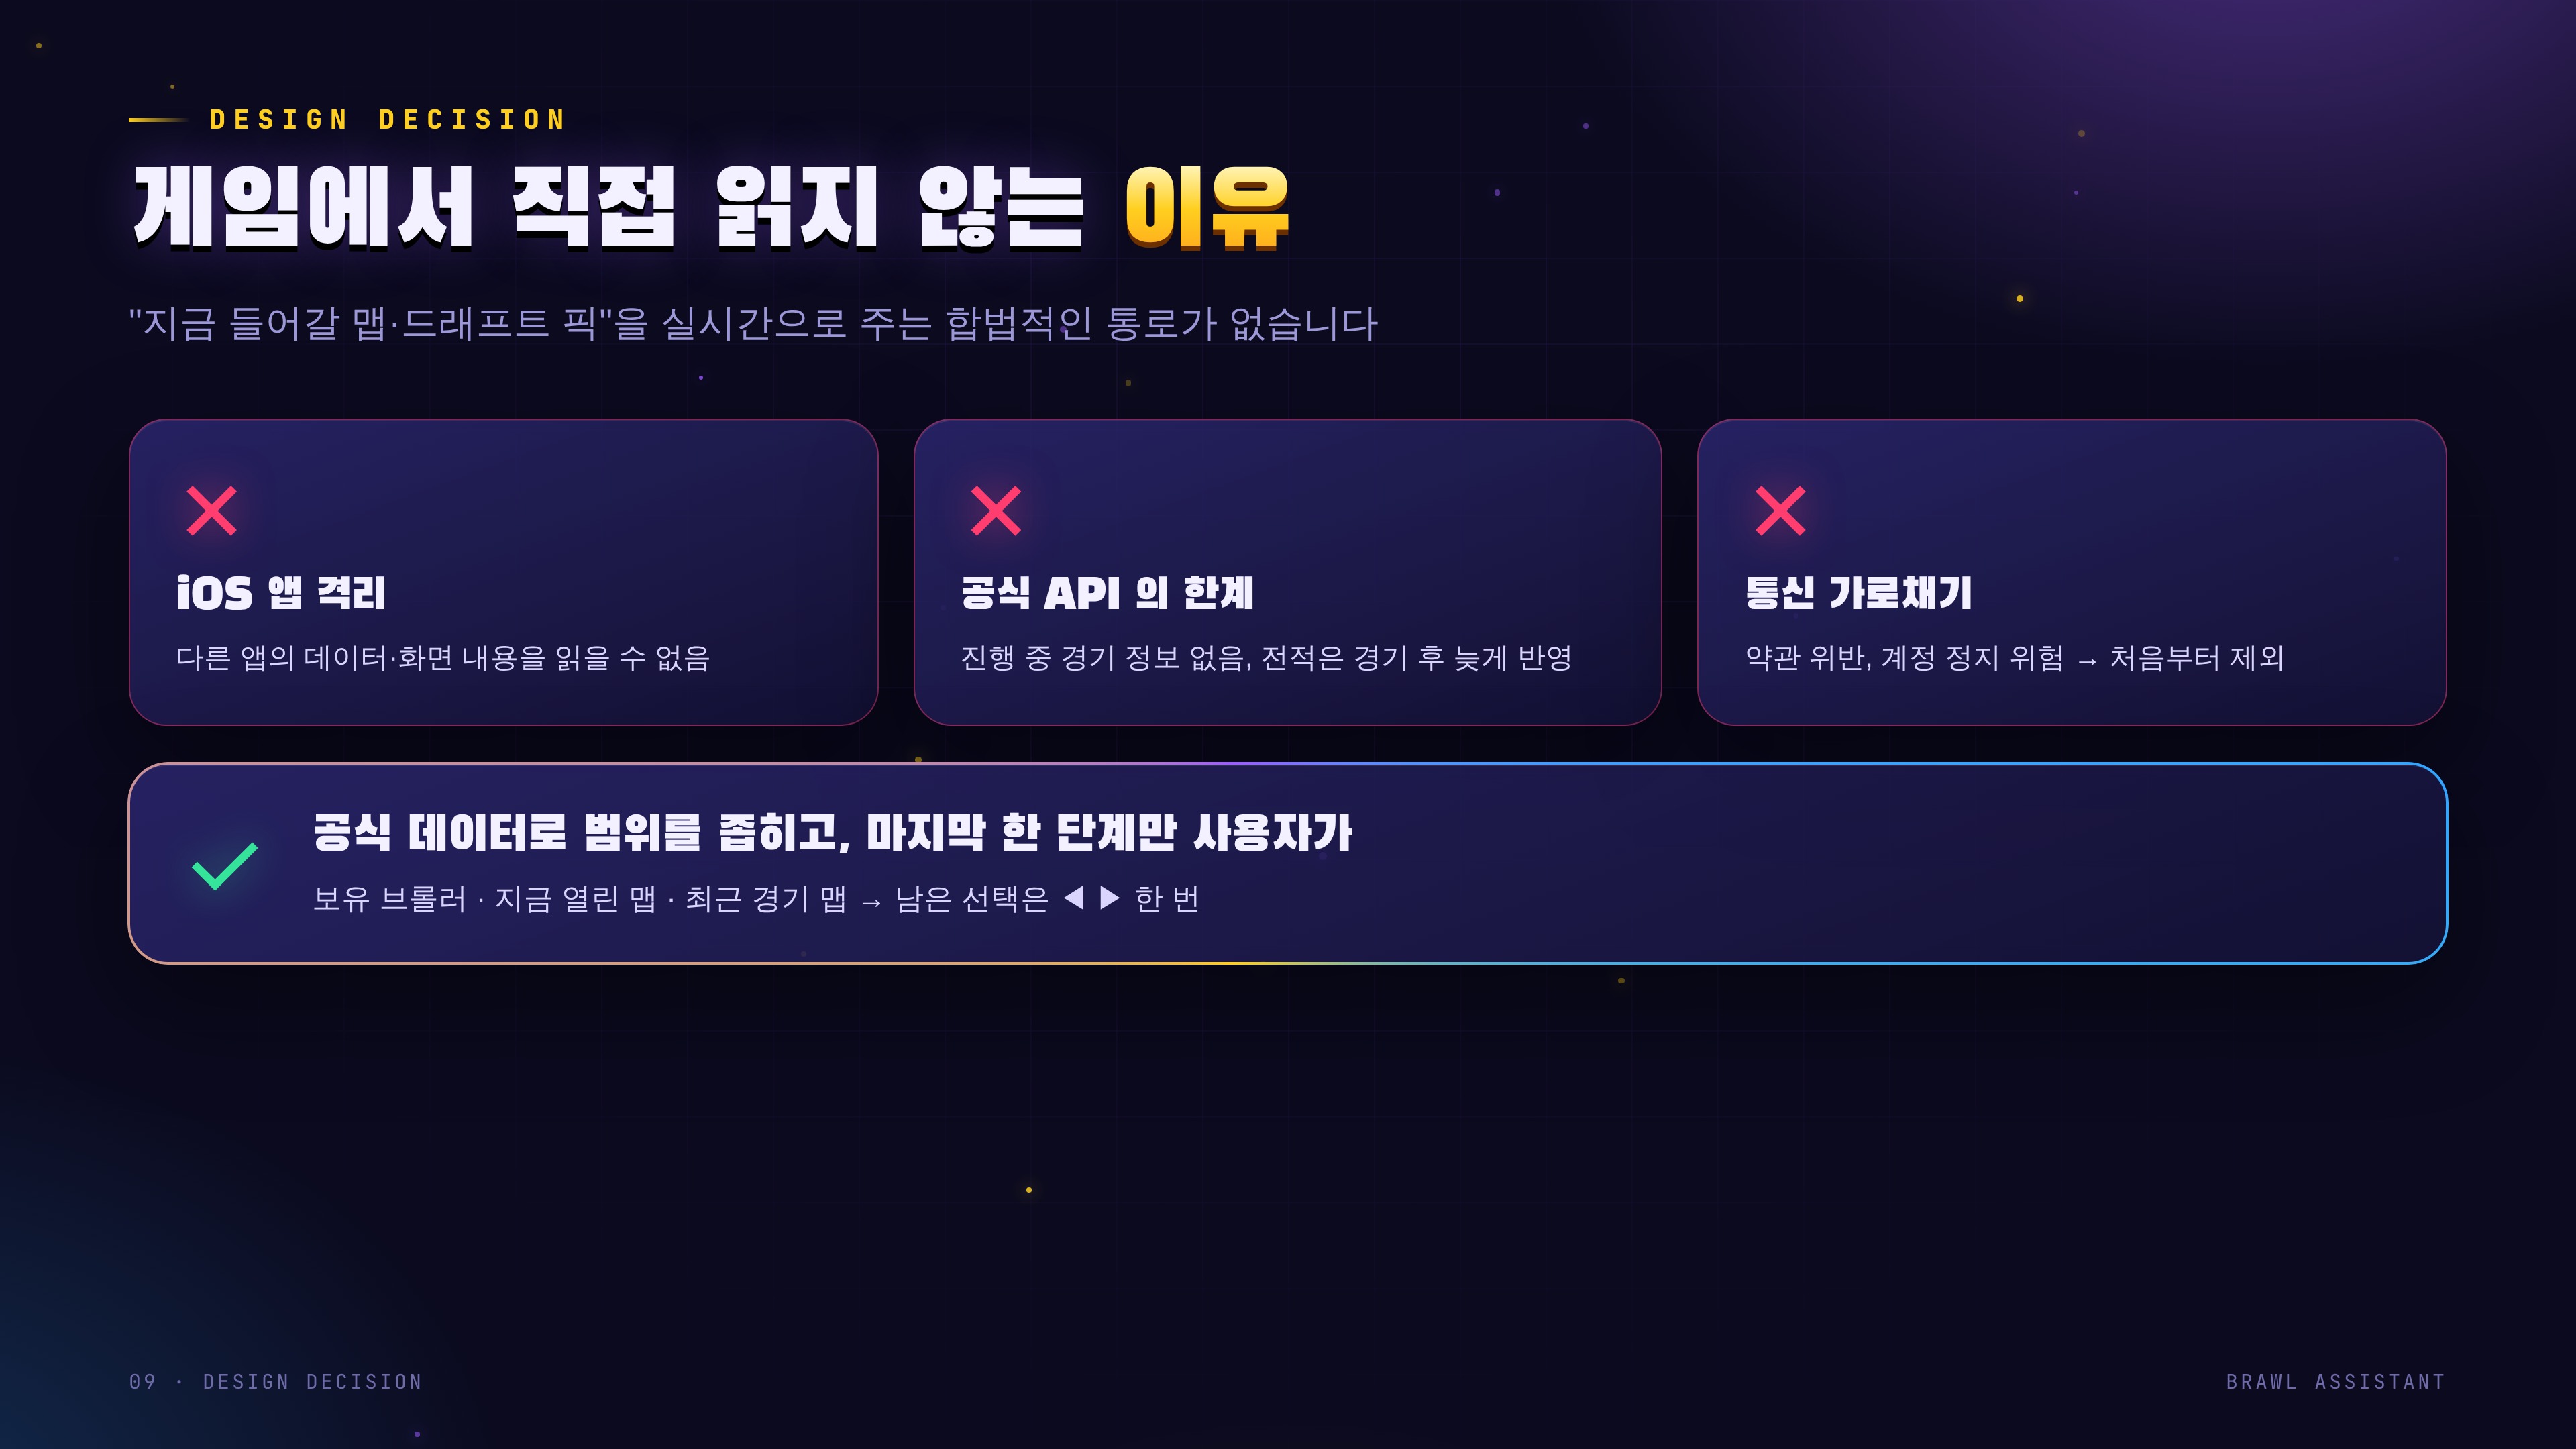 DESIGN DECISION
게임에서 직접 읽지 않는 이유
"지금 들어갈 맵·드래프트 픽"을 실시간으로 주는 합법적인 통로가 없습니다
iOS 앱 격리
다른 앱의 데이터·화면 내용을 읽을 수 없음
공식 API 의 한계
진행 중 경기 정보 없음, 전적은 경기 후 늦게 반영
통신 가로채기
약관 위반, 계정 정지 위험 → 처음부터 제외
공식 데이터로 범위를 좁히고, 마지막 한 단계만 사용자가
보유 브롤러 · 지금 열린 맵 · 최근 경기 맵 → 남은 선택은 ◀ ▶ 한 번
09 · DESIGN DECISION
BRAWL ASSISTANT